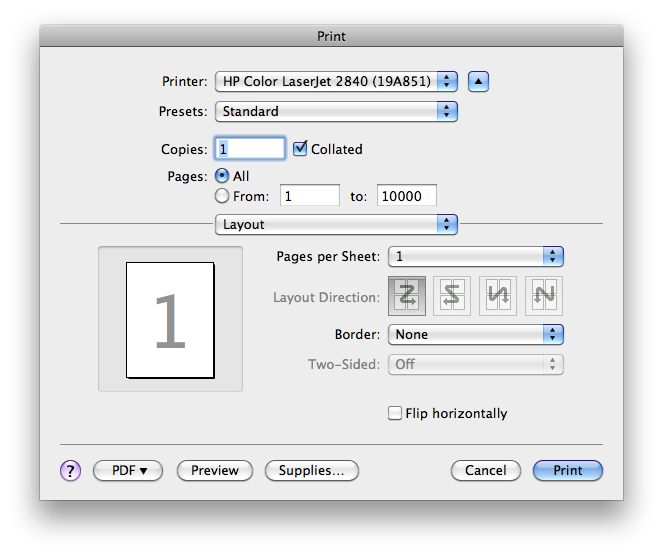 Print
Printer: HP Color LaserJet 2840 (19A851)
Presets: Standard
Copies: 1 Collated
Pages: All
From: 1 to: 10000
Layout
Pages per Sheet: 1
1
Layout Direction:
Border: None
Two-Sided: Off
Flip horizontally
? PDF ▾ Preview Supplies... Cancel Print